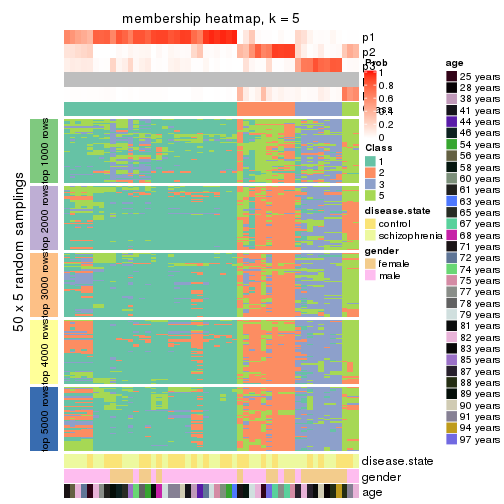 membership heatmap, k = 5
p1
p2
p3
Prob
1
0.8
0.6
0.4
0.2
0
Class
1
2
3
5
disease.state
control
schizophrenia
gender
female
male
age
25 years
28 years
38 years
41 years
44 years
46 years
54 years
56 years
58 years
60 years
61 years
63 years
65 years
67 years
68 years
71 years
72 years
74 years
75 years
77 years
78 years
79 years
81 years
82 years
83 years
85 years
87 years
88 years
89 years
90 years
91 years
94 years
97 years
50 x 5 random samplings
top 1000 rows
top 2000 rows
top 3000 rows
top 4000 rows
top 5000 rows
disease.state
gender
age